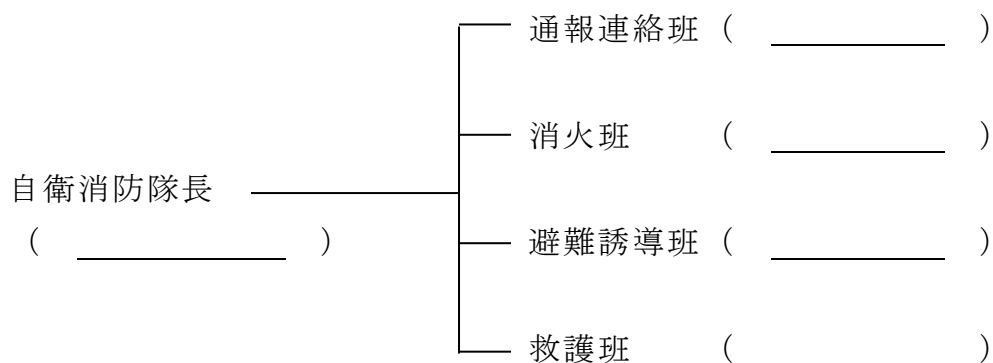 通報連絡班（　　　　　）
消火班　　（　　　　　）
自衛消防隊長
（　　　　　　）
避難誘導班（　　　　　）
救護班　　（　　　　　）